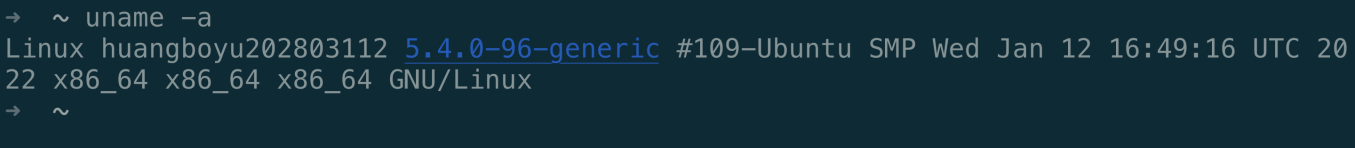 ➜  ~ uname -a
Linux huangboyu202803112 5.4.0-96-generic #109-Ubuntu SMP Wed Jan 12 16:49:16 UTC 20
22 x86_64 x86_64 x86_64 GNU/Linux
➜  ~